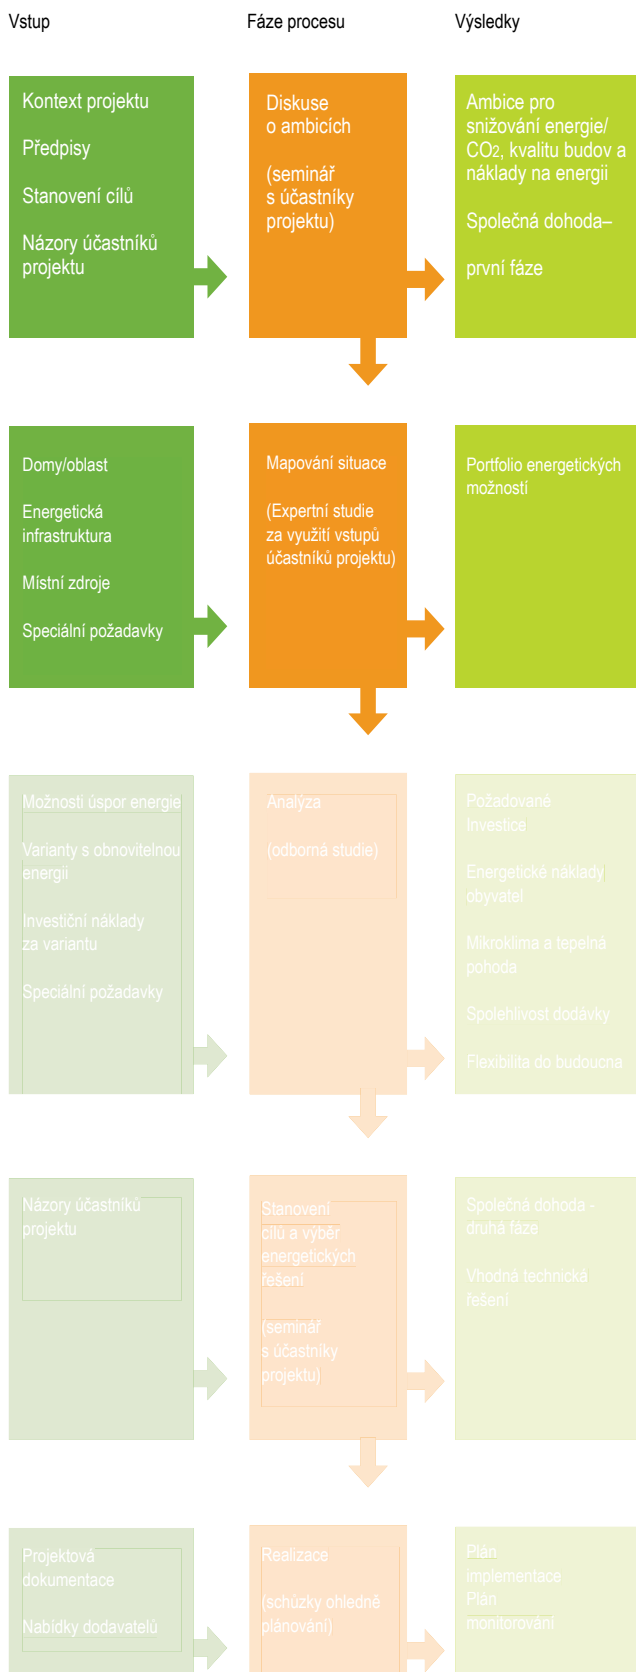 Vstup
Fáze procesu
Výsledky
Kontext projektu
Předpisy
Stanovení cílů
Názory účastníků
projektu
Diskuse
o ambicích
(seminář
s účastníky
projektu)
Ambice pro
snižování energie/
CO2, kvalitu budov a
náklady na energii
Společná dohoda–
první fáze
Domy/oblast
Energetická
infrastruktura
Místní zdroje
Speciální požadavky
Mapování situace
(Expertní studie
za využití vstupů
účastníků projektu)
Portfolio energetických
možností
Možnosti úspor energie
Varianty s obnovitelnou
energii
Investiční náklady
za variantu
Speciální požadavky
Analýza
(odborná studie)
Požadované
Investice
Energetické náklady
obyvatel
Mikroklima a tepelná
pohoda
Spolehlivost dodávky
Flexibilita do budoucna
Názory účastníků
projektu
Stanovení
cílů a výběr
energetických
řešení
(seminář
s účastníky
projektu)
Společná dohoda -
druhá fáze
Vhodná technická
řešení
Projektová
dokumentace
Nabídky dodavatelů
Realizace
(schůzky ohledně
plánování)
Plán
implementace
Plán
monitorování